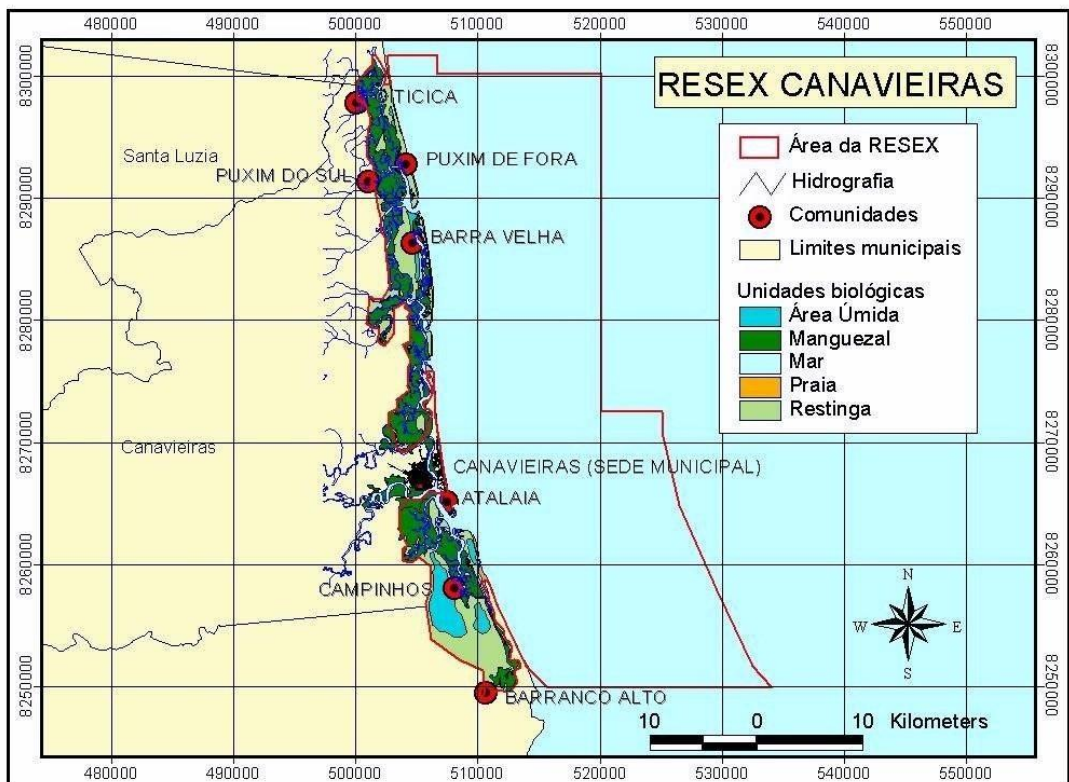 480000 490000 500000 510000 520000 530000 540000 550000
RESEX CANAVIEIRAS
8300000 8300000
8290000 8290000
8280000 8280000
8270000 8270000
8260000 8260000
8250000 8250000
Área da RESEX
Hidrografia
Comunidades
Limites municipais
Unidades biológicas
Área Úmida
Manguezal
Mar
Praia
Restinga
OITICICA
Santa Luzia
PUXIM DE FORA
PUXIM DO SUL
BARRA VELHA
Canavieiras
CANAVIEIRAS (SEDE MUNICIPAL)
ATALAIA
CAMPINHOS
BARRANCO ALTO
N
W E
S
10 0 10 Kilometers
480000 490000 500000 510000 520000 530000 540000 550000